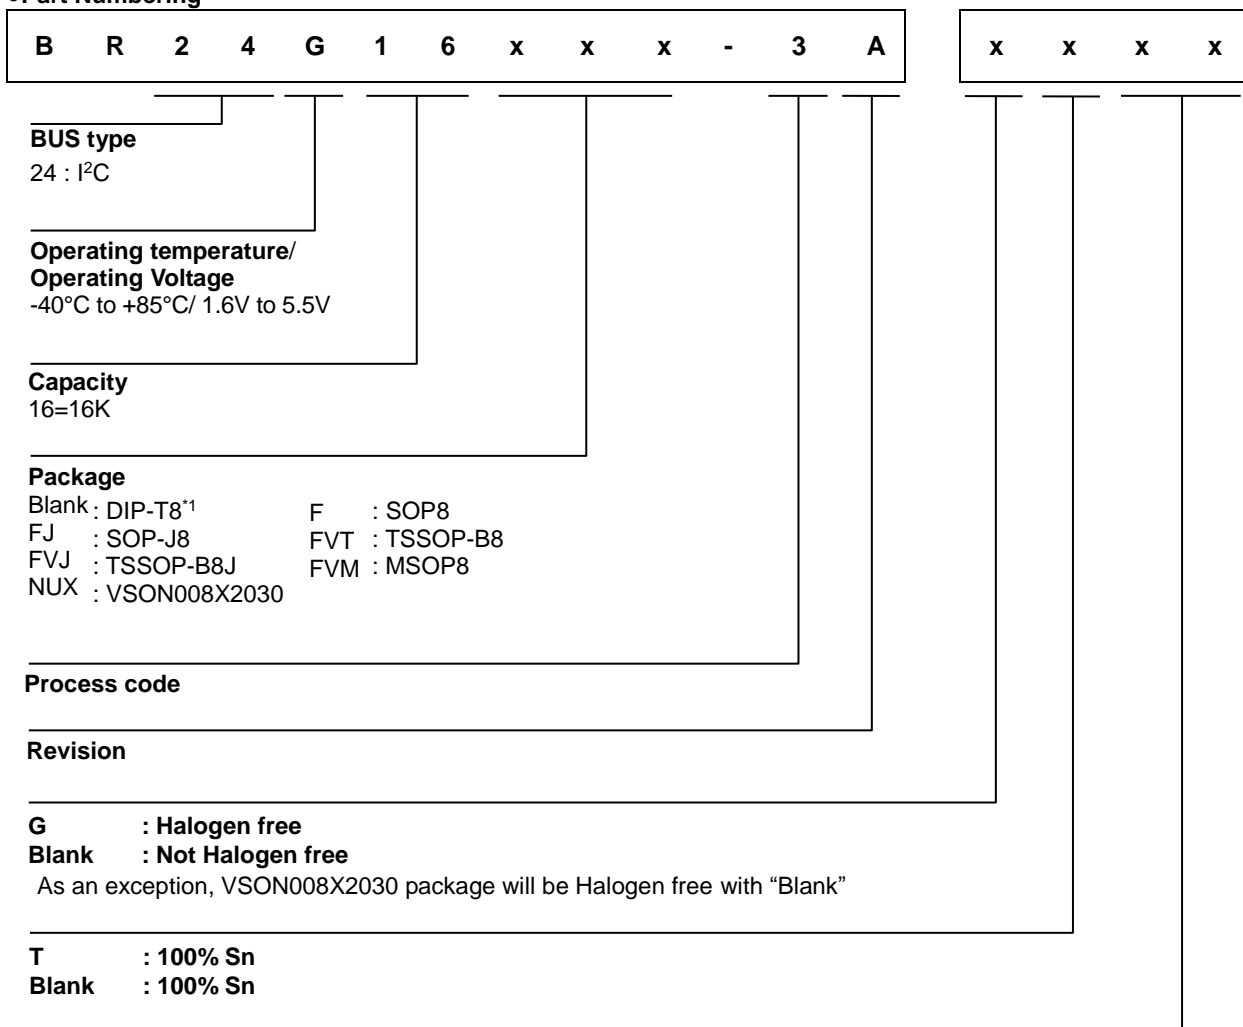 ●Part Numbering
B R 2 4 G 1 6 x x x - 3 A x x x x
BUS type
24 : I²C
Operating temperature/
Operating Voltage
-40°C to +85°C/ 1.6V to 5.5V
Capacity
16=16K
Package
Blank : DIP-T8*1 F : SOP8
FJ : SOP-J8 FVT : TSSOP-B8
FVJ : TSSOP-B8J FVM : MSOP8
NUX : VSON008X2030
Process code
Revision
G : Halogen free
Blank : Not Halogen free
As an exception, VSON008X2030 package will be Halogen free with “Blank”
T : 100% Sn
Blank : 100% Sn